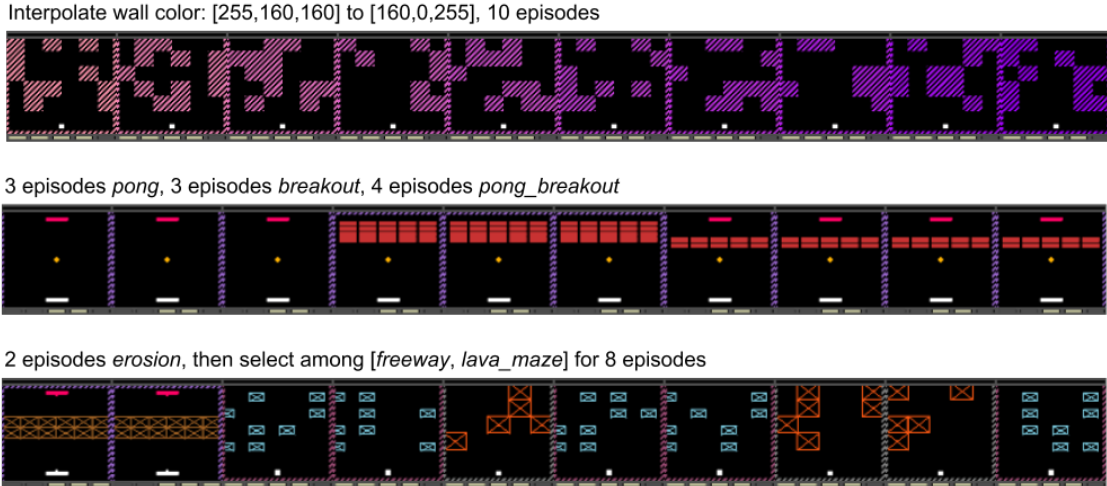 Interpolate wall color: [255,160,160] to [160,0,255], 10 episodes
3 episodes pong, 3 episodes breakout, 4 episodes pong_breakout
2 episodes erosion, then select among [freeway, lava_maze] for 8 episodes